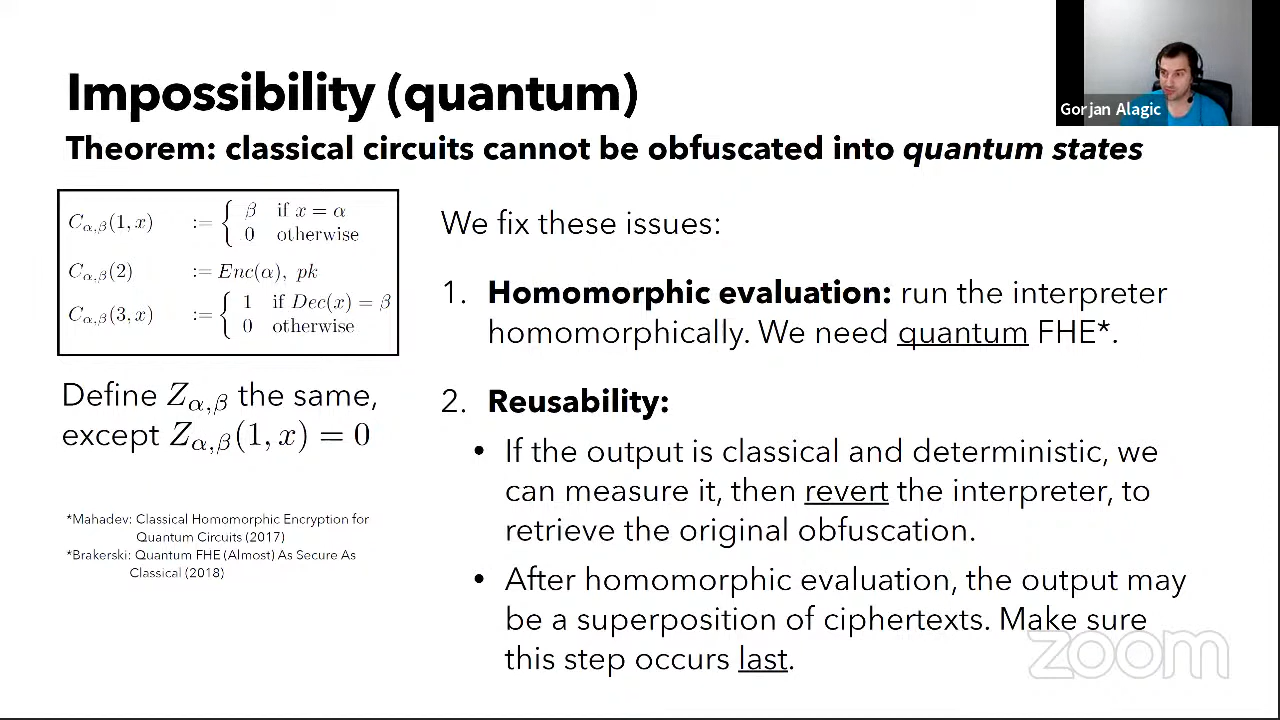 Impossibility (quantum)
Gorjan Alagic
Theorem: classical circuits cannot be obfuscated into quantum states
C_{α,β}(1, x) := { β if x = α
0 otherwise
C_{α,β}(2) := Enc(α), pk
C_{α,β}(3, x) := { 1 if Dec(x) = β
0 otherwise
Define Z_{α,β} the same,
except Z_{α,β}(1, x) = 0
*Mahadev: Classical Homomorphic Encryption for
Quantum Circuits (2017)
*Brakerski: Quantum FHE (Almost) As Secure As
Classical (2018)
We fix these issues:
1. Homomorphic evaluation: run the interpreter
homomorphically. We need quantum FHE*.
2. Reusability:
• If the output is classical and deterministic, we
can measure it, then revert the interpreter, to
retrieve the original obfuscation.
• After homomorphic evaluation, the output may
be a superposition of ciphertexts. Make sure
this step occurs last.
zoom